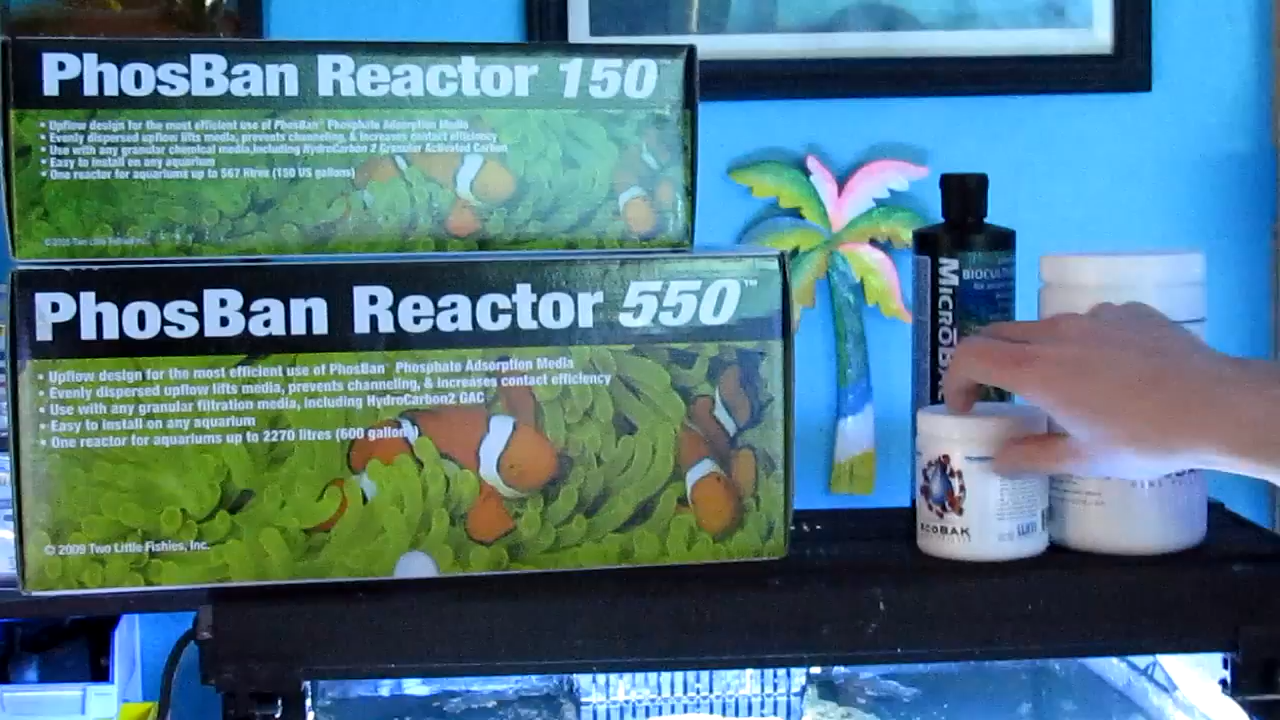 PhosBan Reactor 150
• Upflow design for the most efficient use of PhosBan™ Phosphate Adsorption Media
• Evenly dispersed upflow lifts media, prevents channeling, & increases contact efficiency
• Use with any granular chemical media,including HydroCarbon 2 Granular Activated Carbon
• Easy to install on any aquarium
• One reactor for aquariums up to 567 litres (150 US gallons)
PhosBan Reactor 550™
• Upflow design for the most efficient use of PhosBan™ Phosphate Adsorption Media
• Evenly dispersed upflow lifts media, prevents channeling, & increases contact efficiency
• Use with any granular filtration media, including HydroCarbon2 GAC
• Easy to install on any aquarium
• One reactor for aquariums up to 2270 litres (600 gallons)
© 2009 Two Little Fishies, Inc.
MICROB
BIOCULTU
ECOBAK